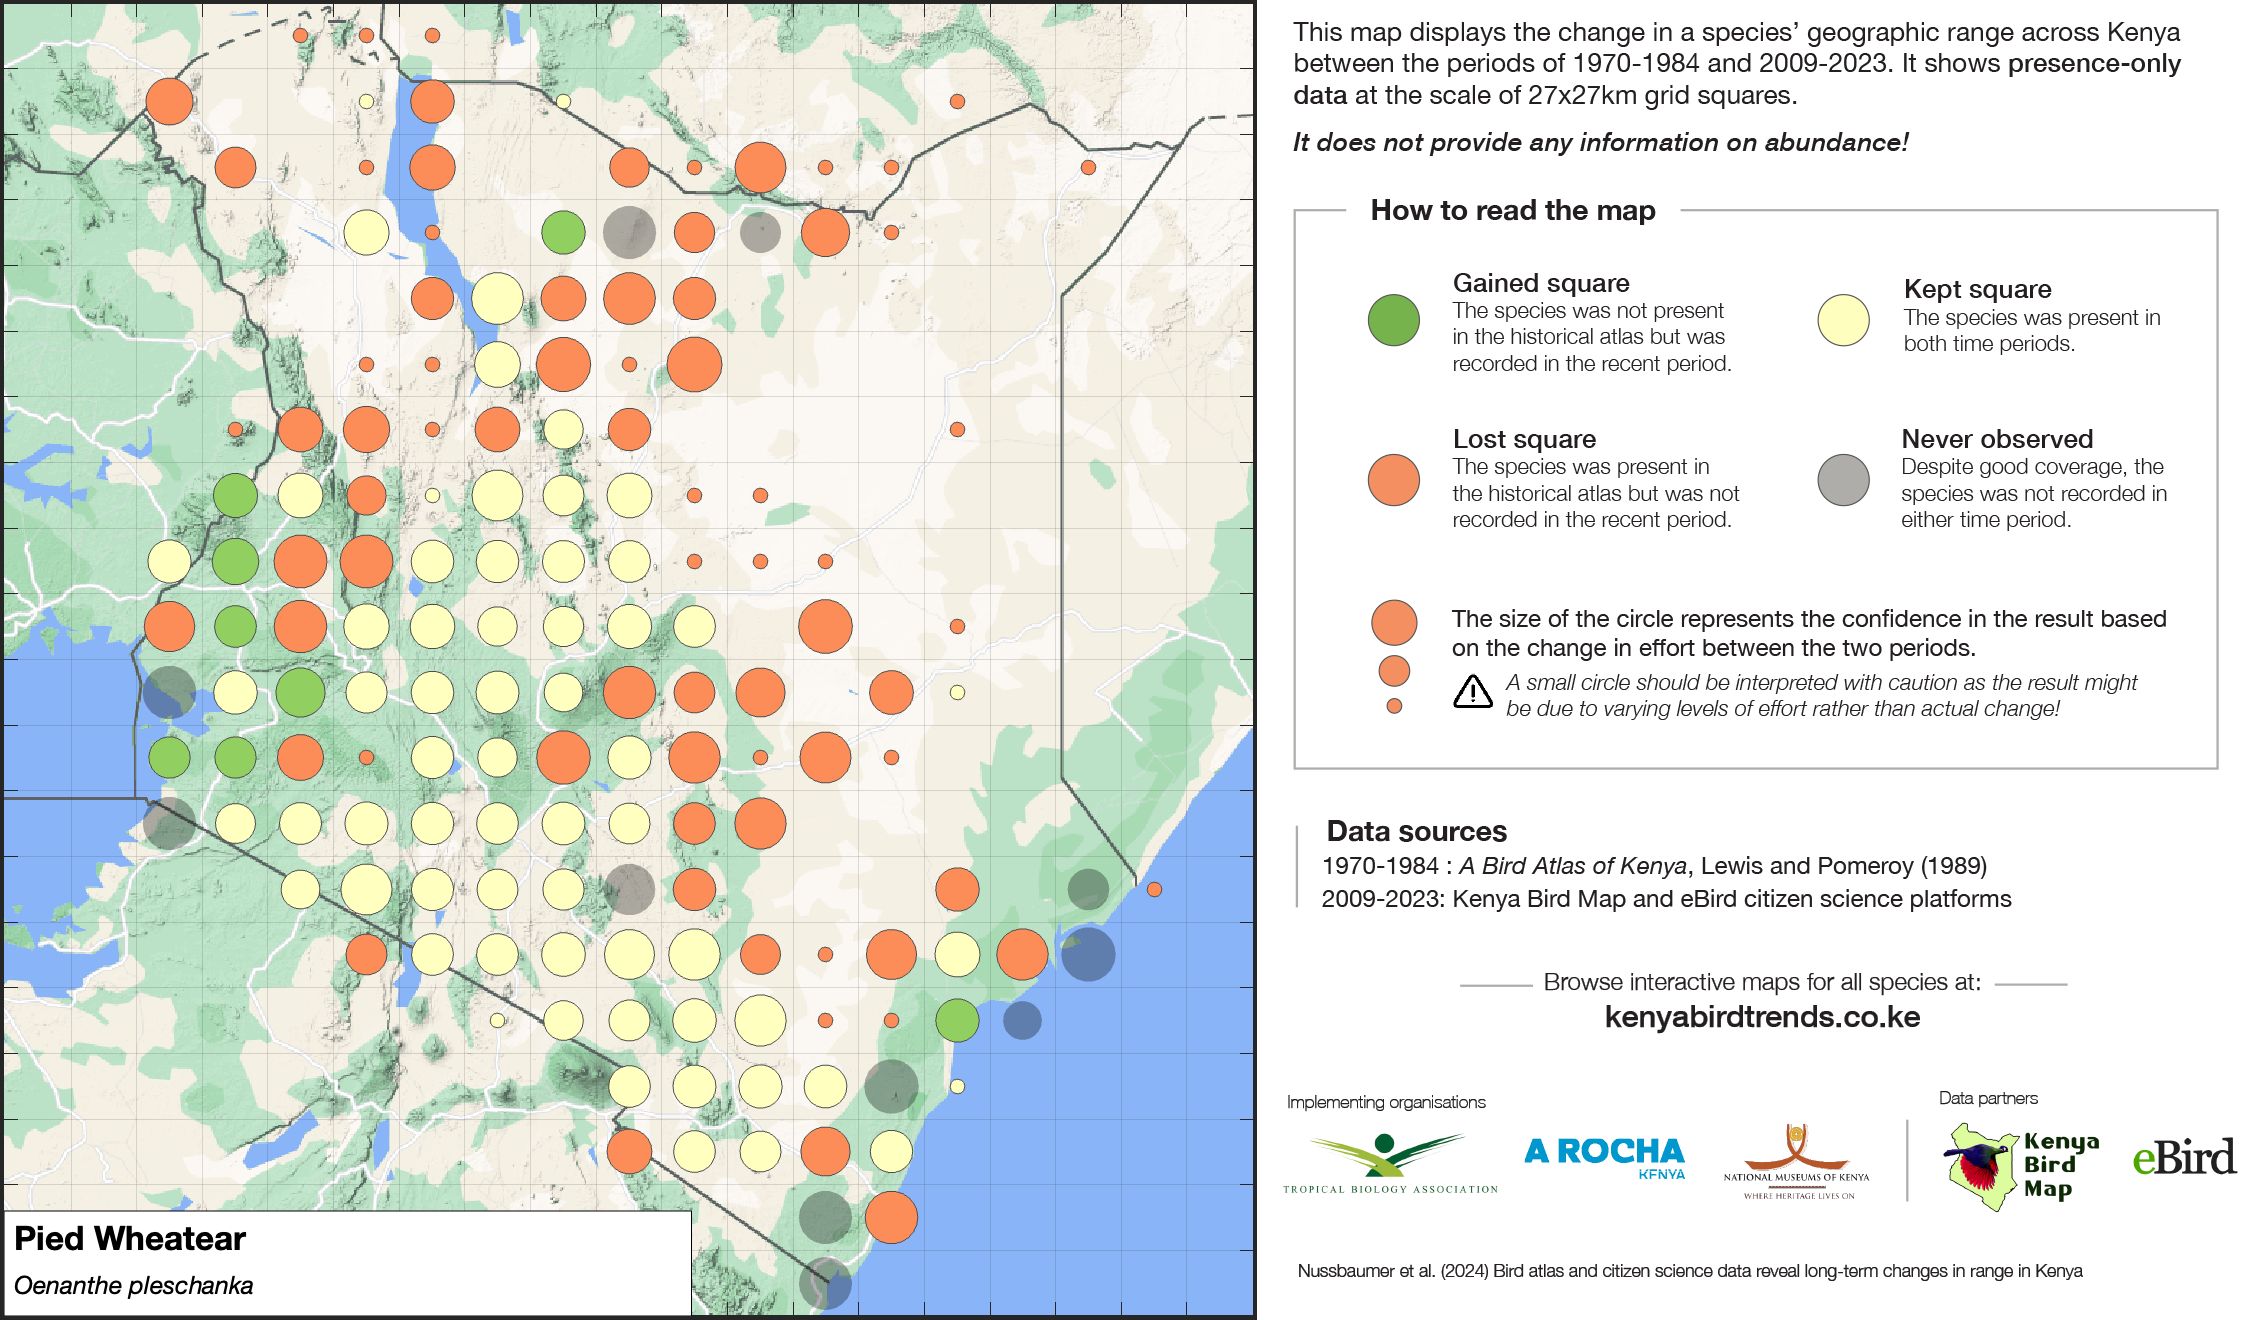 This map displays the change in a species’ geographic range across Kenya
between the periods of 1970-1984 and 2009-2023. It shows presence-only
data at the scale of 27x27km grid squares.
It does not provide any information on abundance!
How to read the map
Gained square
The species was not present
in the historical atlas but was
recorded in the recent period.
Kept square
The species was present in
both time periods.
Lost square
The species was present in
the historical atlas but was not
recorded in the recent period.
Never observed
Despite good coverage, the
species was not recorded in
either time period.
The size of the circle represents the confidence in the result based
on the change in effort between the two periods.
A small circle should be interpreted with caution as the result might
be due to varying levels of effort rather than actual change!
Data sources
1970-1984 : A Bird Atlas of Kenya, Lewis and Pomeroy (1989)
2009-2023: Kenya Bird Map and eBird citizen science platforms
Browse interactive maps for all species at:
kenyabirdtrends.co.ke
Implementing organisations
Data partners
TROPICAL BIOLOGY ASSOCIATION
A ROCHA
KENYA
NATIONAL MUSEUMS OF KENYA
WHERE HERITAGE LIVES ON
Kenya
Bird
Map
eBird
Pied Wheatear
Oenanthe pleschanka
Nussbaumer et al. (2024) Bird atlas and citizen science data reveal long-term changes in range in Kenya